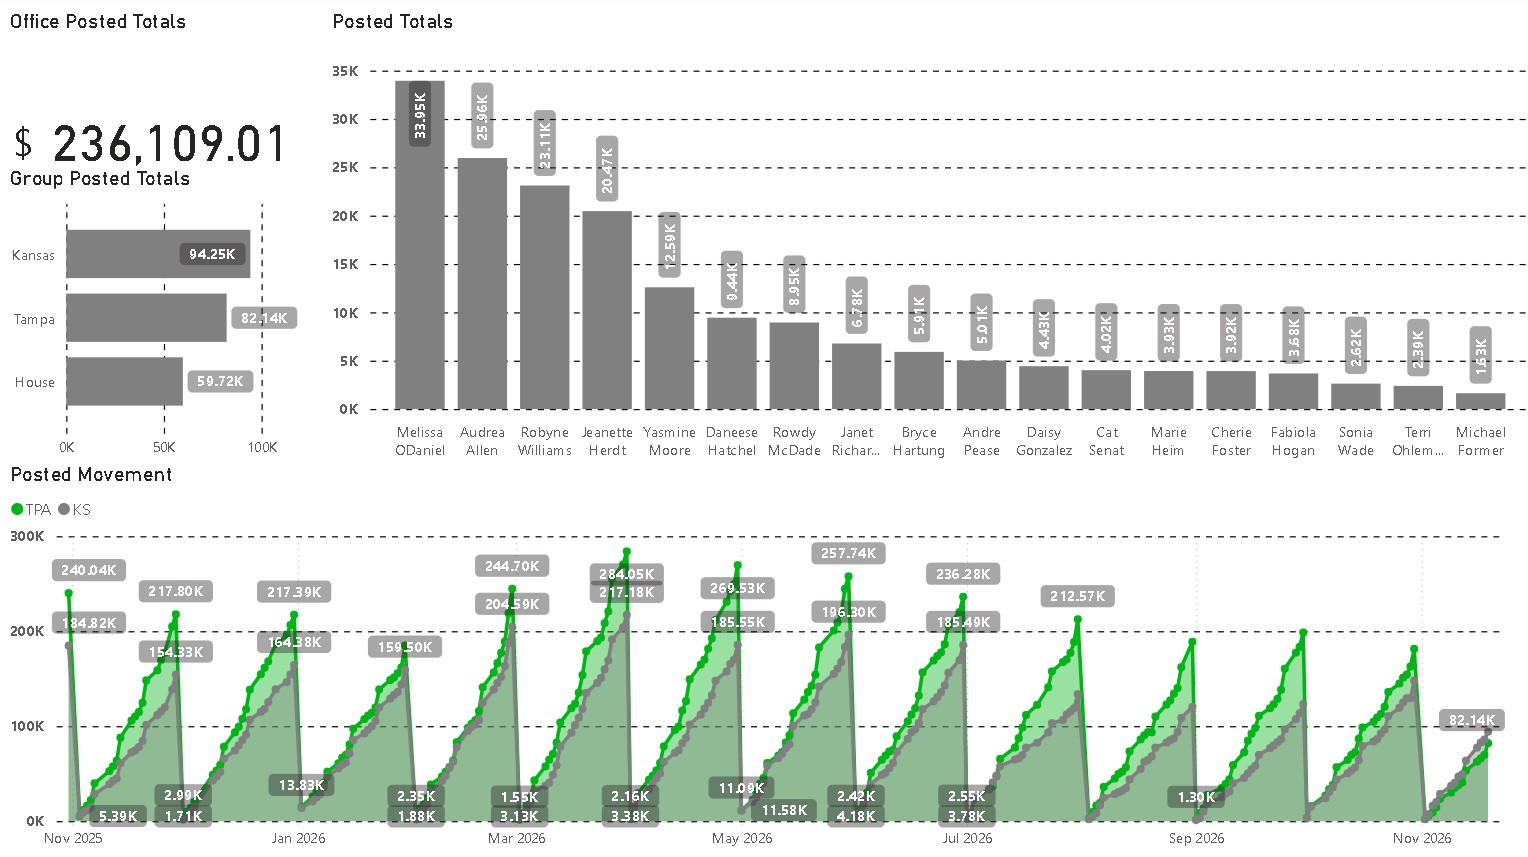 Office Posted Totals
$ 236,109.01
Group Posted Totals
Kansas
94.25K
Tampa
82.14K
House
59.72K
0K 50K 100K
Posted Totals
35K
30K
25K
20K
15K
10K
5K
0K
33.95K
25.96K
23.11K
20.47K
12.59K
9.44K
8.95K
6.78K
5.91K
5.01K
4.43K
4.02K
3.93K
3.92K
3.68K
2.62K
2.39K
1.63K
Melissa ODaniel
Audrea Allen
Robyne Williams
Jeanette Herdt
Yasmine Moore
Daneese Hatchel
Rowdy McDade
Janet Richar...
Bryce Hartung
Andre Pease
Daisy Gonzalez
Cat Senat
Marie Heim
Cherie Foster
Fabiola Hogan
Sonia Wade
Terri Ohlem...
Michael Former
Posted Movement
TPA KS
300K
200K
100K
0K
240.04K
184.82K
5.39K
217.80K
154.33K
2.99K
1.71K
217.39K
164.38K
13.83K
159.50K
2.35K
1.88K
244.70K
204.59K
1.55K
3.13K
284.05K
217.18K
2.16K
3.38K
269.53K
185.55K
11.09K
11.58K
257.74K
196.30K
2.42K
4.18K
236.28K
185.49K
2.55K
3.78K
212.57K
1.30K
82.14K
Nov 2025 Jan 2026 Mar 2026 May 2026 Jul 2026 Sep 2026 Nov 2026